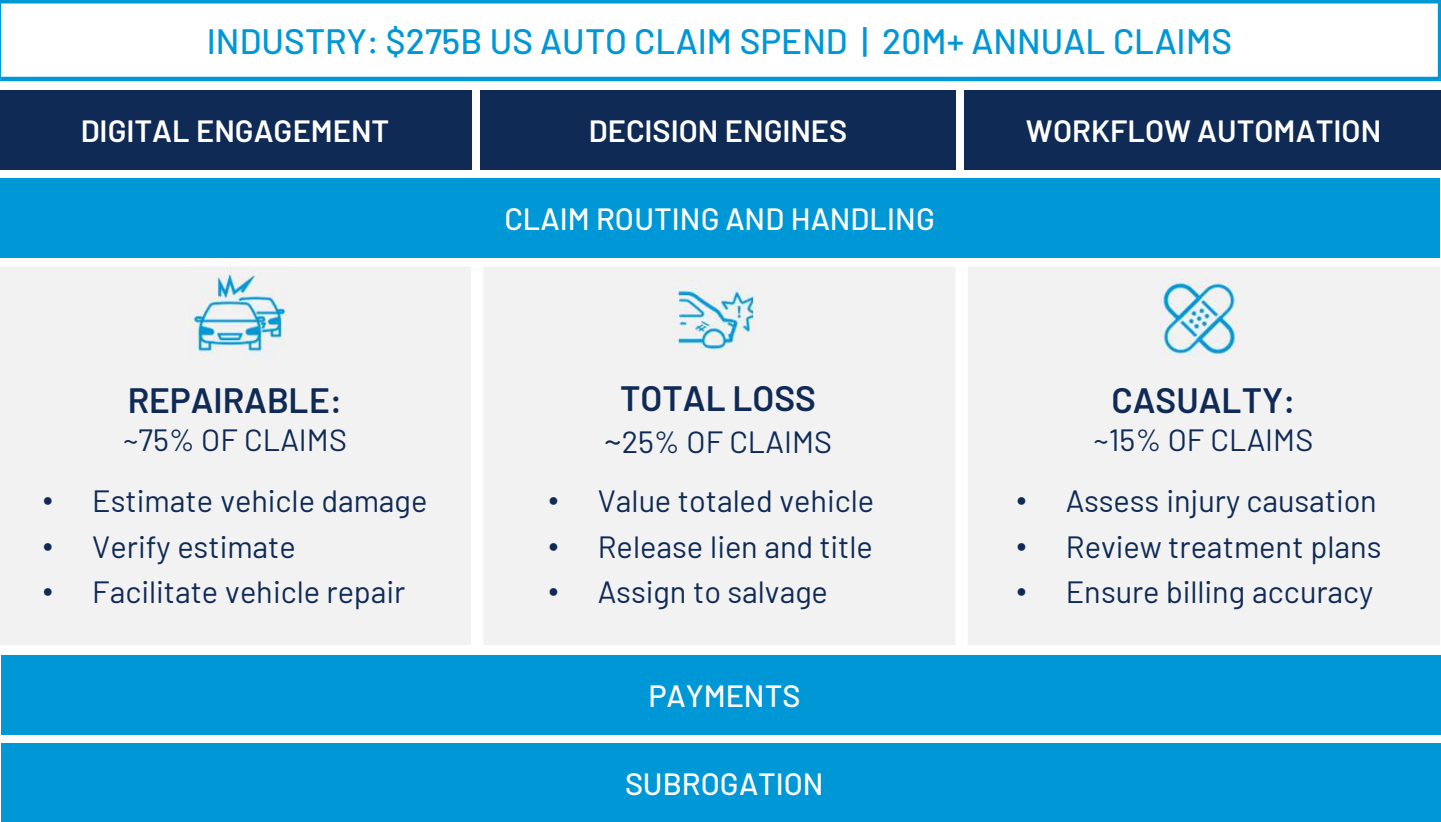 INDUSTRY: $275B US AUTO CLAIM SPEND | 20M+ ANNUAL CLAIMS
DIGITAL ENGAGEMENT
DECISION ENGINES
WORKFLOW AUTOMATION
CLAIM ROUTING AND HANDLING
REPAIRABLE:
~75% OF CLAIMS
• Estimate vehicle damage
• Verify estimate
• Facilitate vehicle repair
TOTAL LOSS
~25% OF CLAIMS
• Value totaled vehicle
• Release lien and title
• Assign to salvage
CASUALTY:
~15% OF CLAIMS
• Assess injury causation
• Review treatment plans
• Ensure billing accuracy
PAYMENTS
SUBROGATION